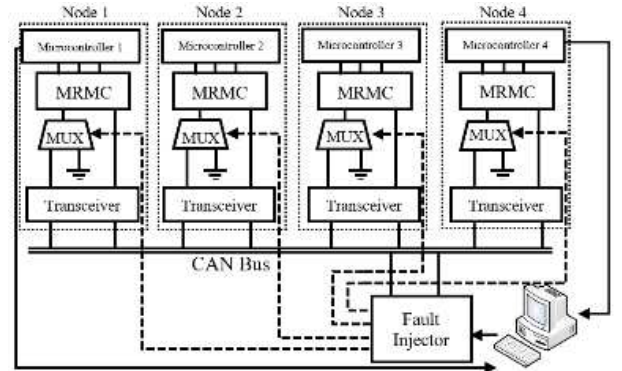 Node 1
Node 2
Node 3
Node 4
Microcontroller 1
Microcontroller 2
Microcontroller 3
Microcontroller 4
MRMC
MRMC
MRMC
MRMC
MUX
MUX
MUX
MUX
Transceiver
Transceiver
Transceiver
Transceiver
CAN Bus
Fault
Injector